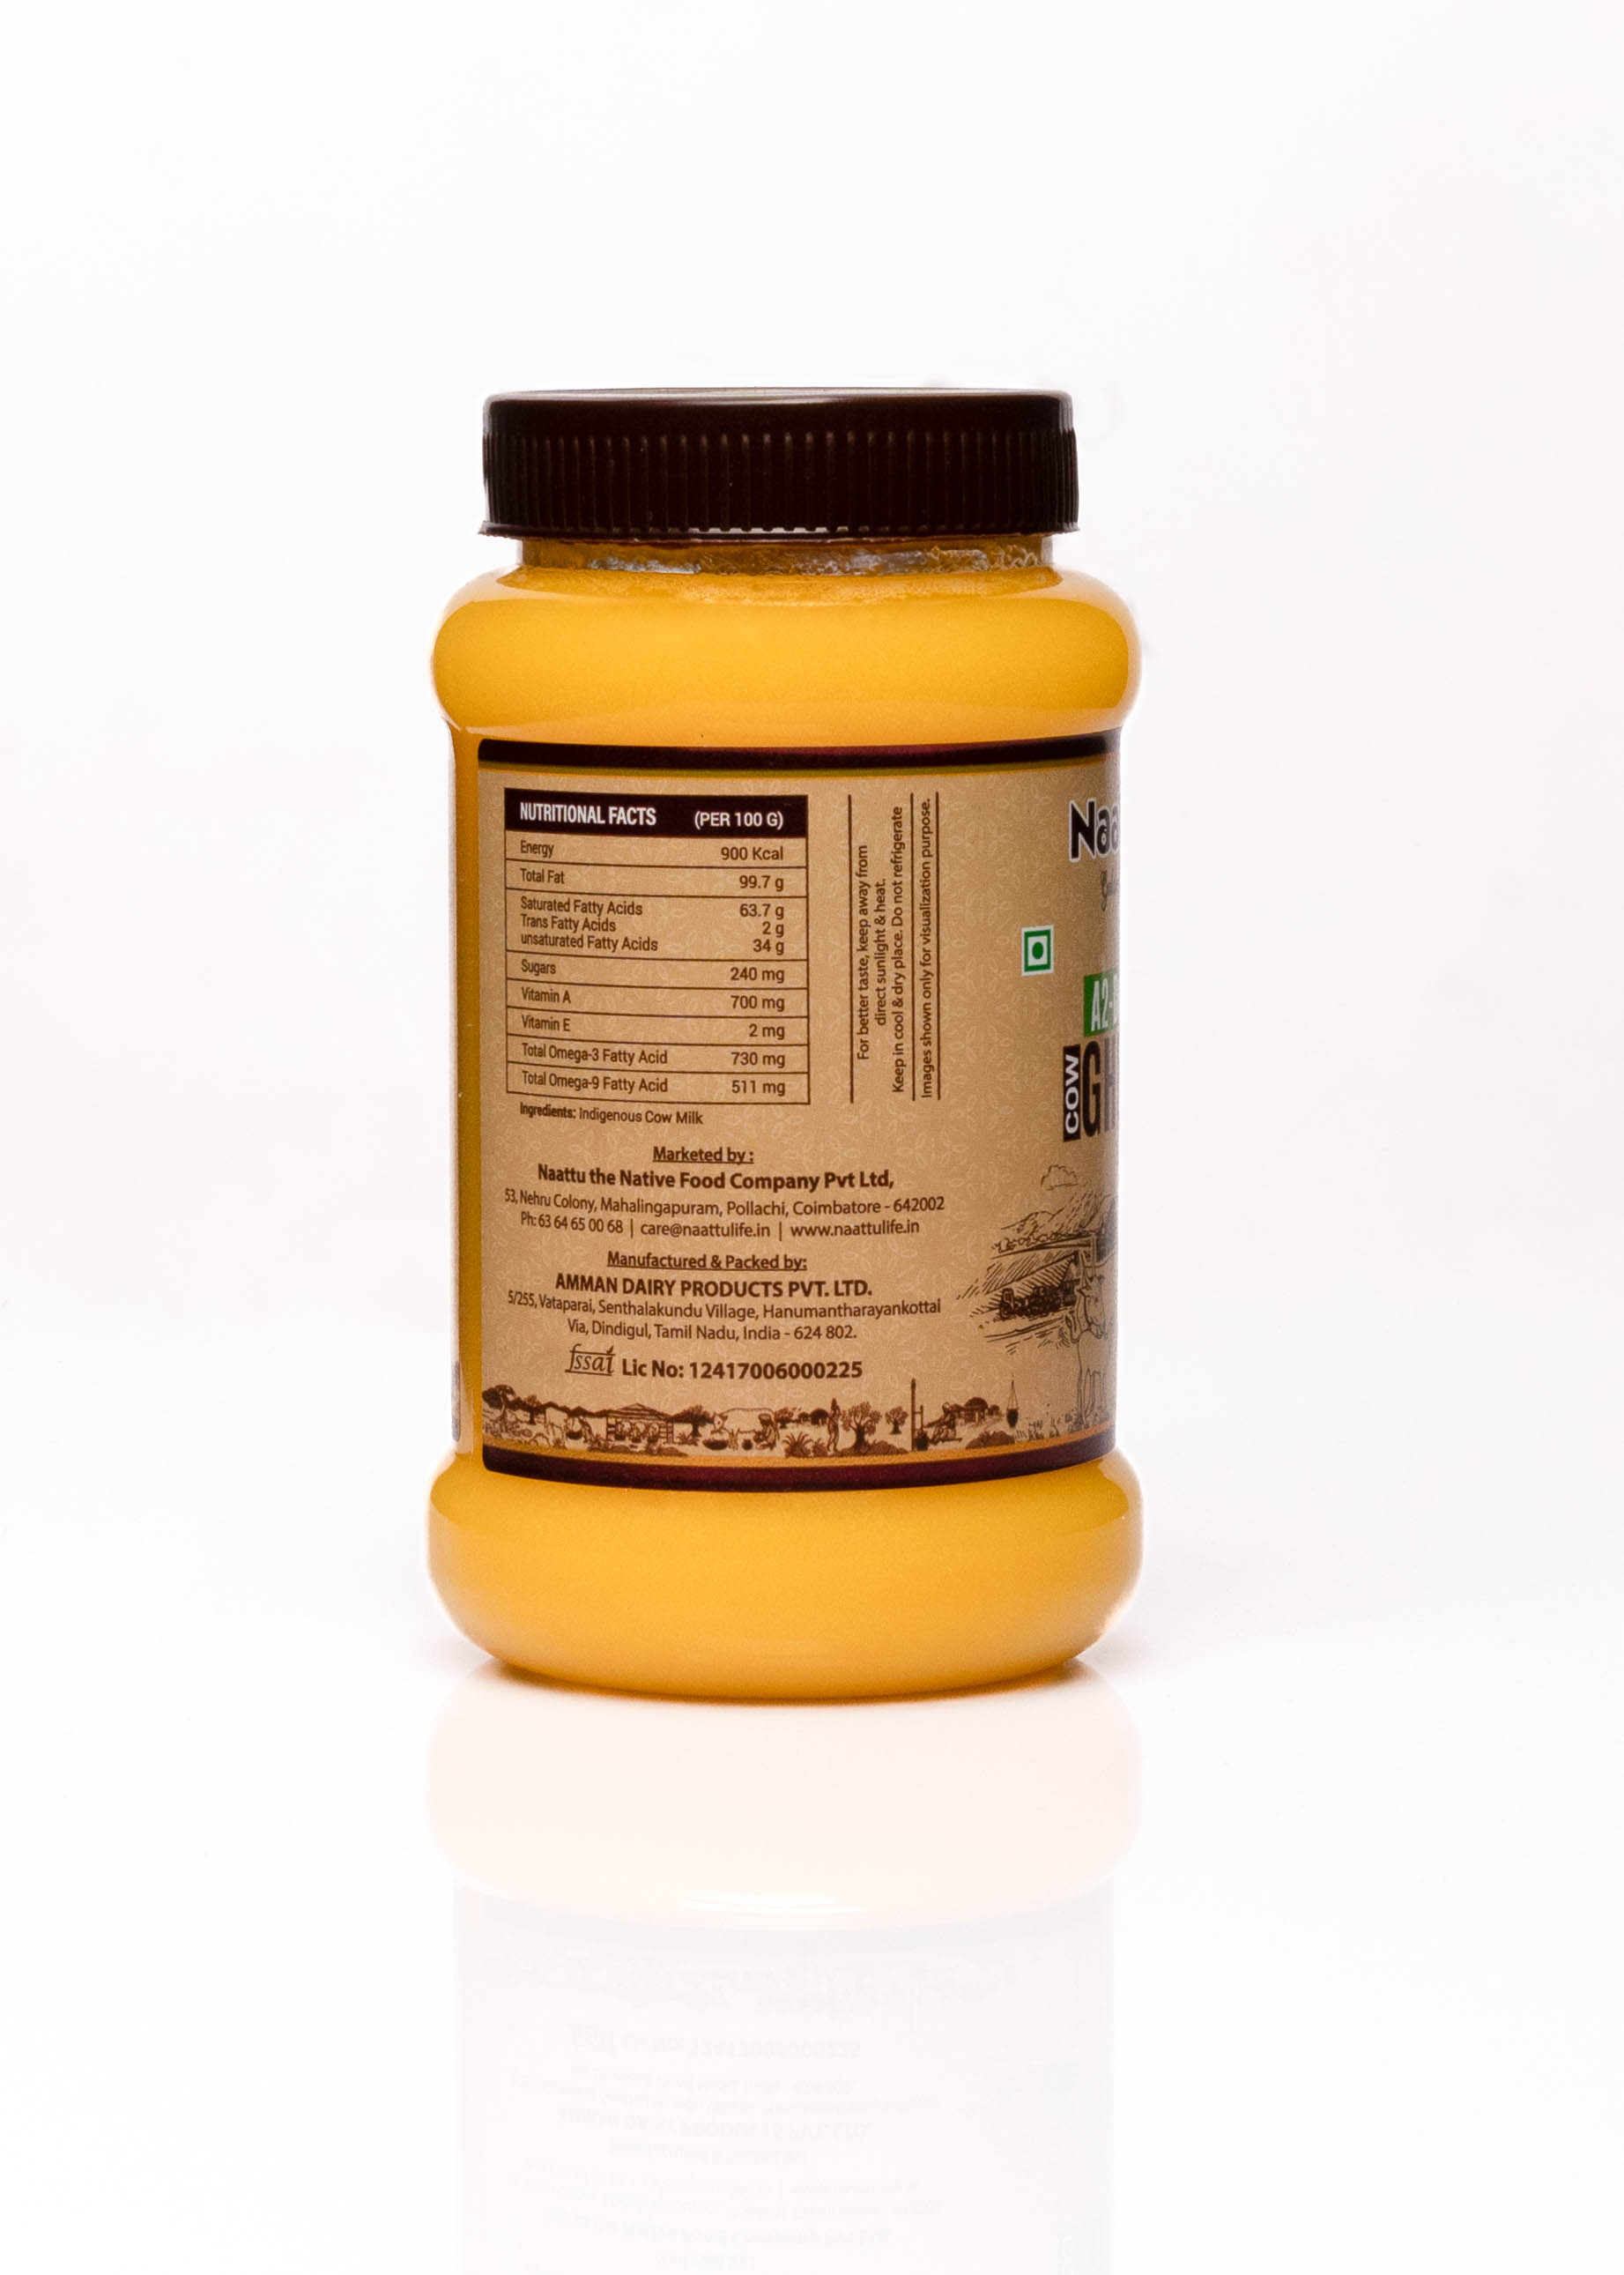 NUTRITIONAL FACTS (PER 100 G)
Energy 900 Kcal
Total Fat 99.7 g
Saturated Fatty Acids 63.7 g
Trans Fatty Acids 2 g
unsaturated Fatty Acids 34 g
Sugars 240 mg
Vitamin A 700 mg
Vitamin E 2 mg
Total Omega-3 Fatty Acid 730 mg
Total Omega-9 Fatty Acid 511 mg
Ingredients: Indigenous Cow Milk
For better taste, keep away from
direct sunlight & heat.
Keep in cool & dry place. Do not refrigerate
Images shown only for visualization purpose.
Marketed by :
Naattu the Native Food Company Pvt Ltd,
53, Nehru Colony, Mahalingapuram, Pollachi, Coimbatore - 642002
Ph: 63 64 65 00 68 | care@naattulife.in | www.naattulife.in
Manufactured & Packed by:
AMMAN DAIRY PRODUCTS PVT. LTD.
5/255, Vataparai, Senthalakundu Village, Hanumantharayankottai
Via, Dindigul, Tamil Nadu, India - 624 802.
fssai Lic No: 12417006000225
Naa
A2-
COW
GH